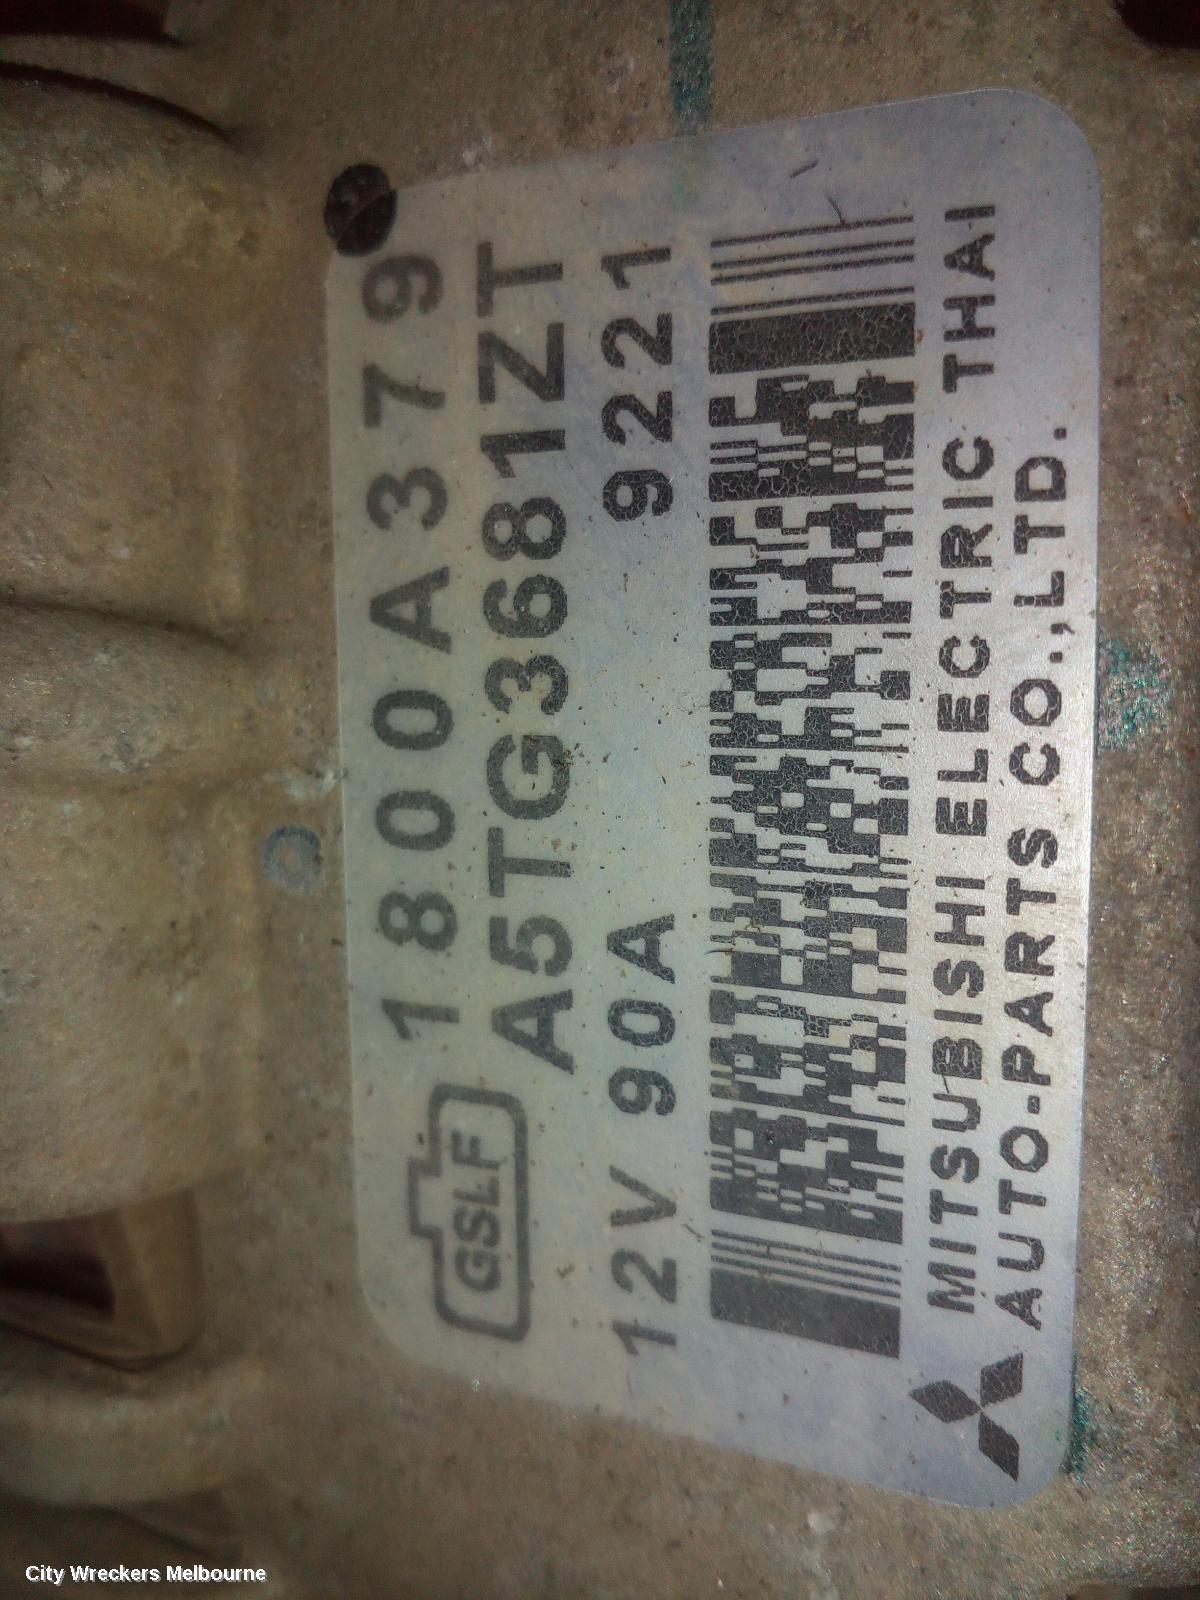 1800A379
A5TG3681ZT
GSLF
12V 90A 9221
MITSUBISHI ELECTRIC THAI
AUTO-PARTS CO.,LTD.
City Wreckers Melbourne